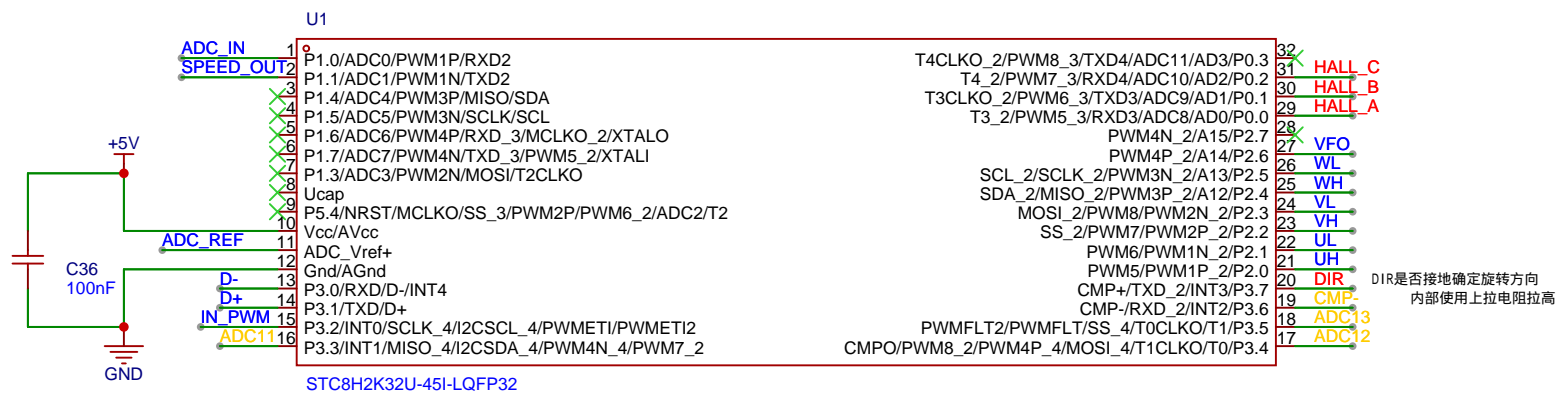 U1
ADC_IN 1 P1.0/ADC0/PWM1P/RXD2
SPEED_OUT 2 P1.1/ADC1/PWM1N/TXD2
3 P1.4/ADC4/PWM3P/MISO/SDA
4 P1.5/ADC5/PWM3N/SCLK/SCL
5 P1.6/ADC6/PWM4P/RXD_3/MCLKO_2/XTALO
6 P1.7/ADC7/PWM4N/TXD_3/PWM5_2/XTALI
7 P1.3/ADC3/PWM2N/MOSI/T2CLKO
8 Ucap
9 P5.4/NRST/MCLKO/SS_3/PWM2P/PWM6_2/ADC2/T2
10 Vcc/AVcc
ADC_REF 11 ADC_Vref+
12 Gnd/AGnd
D- 13 P3.0/RXD/D-/INT4
D+ 14 P3.1/TXD/D+
IN_PWM 15 P3.2/INT0/SCLK_4/I2CSCL_4/PWMETI/PWMETI2
ADC11 16 P3.3/INT1/MISO_4/I2CSDA_4/PWM4N_4/PWM7_2
+5V
C36
100nF
GND
T4CLKO_2/PWM8_3/TXD4/ADC11/AD3/P0.3 32
T4_2/PWM7_3/RXD4/ADC10/AD2/P0.2 31 HALL_C
T3CLKO_2/PWM6_3/TXD3/ADC9/AD1/P0.1 30 HALL_B
T3_2/PWM5_3/RXD3/ADC8/AD0/P0.0 29 HALL_A
PWM4N_2/A15/P2.7 28
PWM4P_2/A14/P2.6 27 VFO
SCL_2/SCLK_2/PWM3N_2/A13/P2.5 26 WL
SDA_2/MISO_2/PWM3P_2/A12/P2.4 25 WH
MOSI_2/PWM8/PWM2N_2/P2.3 24 VL
SS_2/PWM7/PWM2P_2/P2.2 23 VH
PWM6/PWM1N_2/P2.1 22 UL
PWM5/PWM1P_2/P2.0 21 UH
CMP+/TXD_2/INT3/P3.7 20 DIR
CMP-/RXD_2/INT2/P3.6 19 CMP-
PWMFLT2/PWMFLT/SS_4/T0CLKO/T1/P3.5 18 ADC13
CMPO/PWM8_2/PWM4P_4/MOSI_4/T1CLKO/T0/P3.4 17 ADC12
DIR是否接地确定旋转方向
内部使用上拉电阻拉高
STC8H2K32U-45I-LQFP32